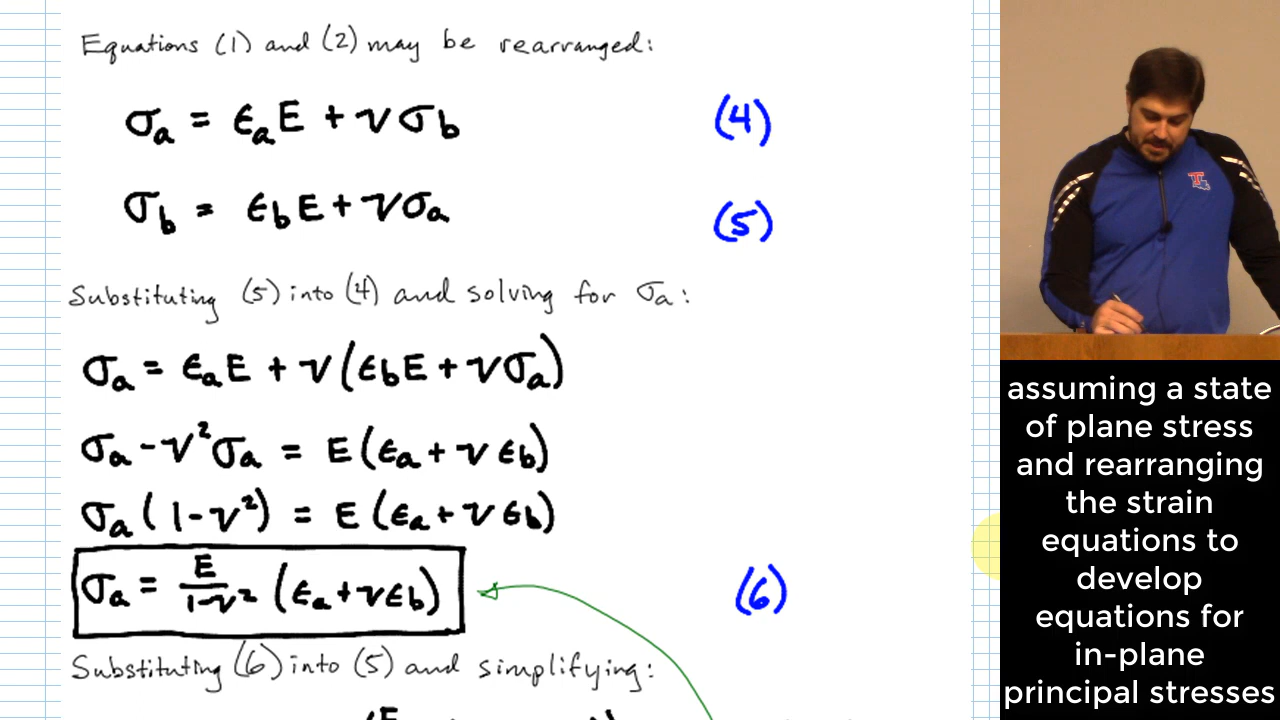 Equations (1) and (2) may be rearranged:
σa = ϵaE + νσb (4)
σb = ϵbE + νσa (5)
Substituting (5) into (4) and solving for σa:
σa = ϵaE + ν(ϵbE + νσa)
σa - ν²σa = E(ϵa + νϵb)
σa(1-ν²) = E(ϵa + νϵb)
σa = E/1-ν² (ϵa + νϵb) (6)
Substituting (6) into (5) and simplifying:
assuming a state
of plane stress
and rearranging
the strain
equations to
develop
equations for
in-plane
principal stresses